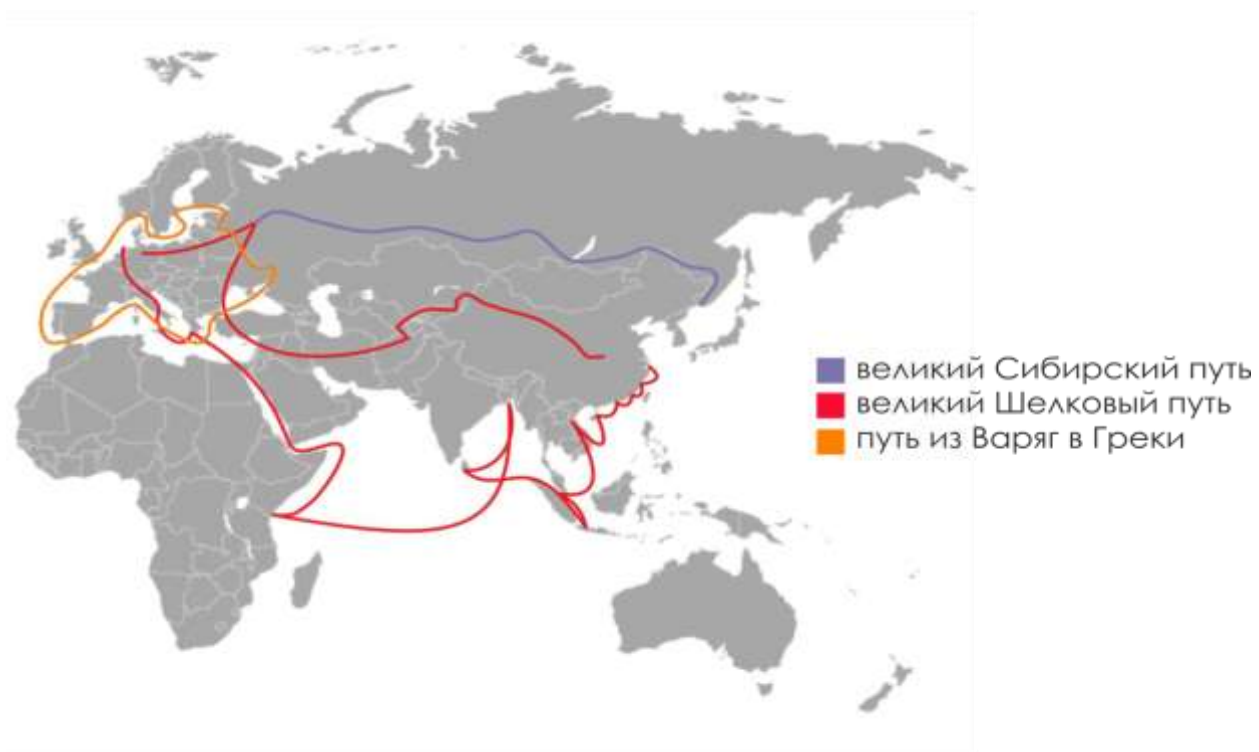 великий Сибирский путь
великий Шелковый путь
путь из Варяг в Греки